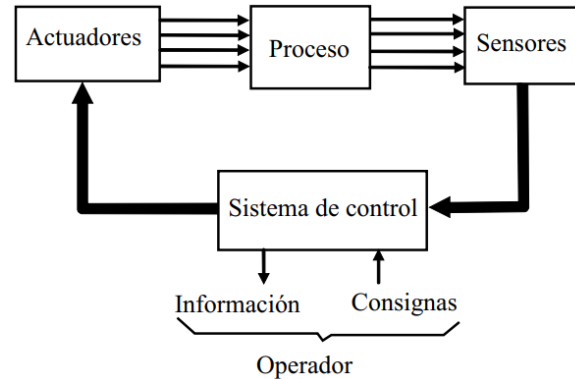 Actuadores
Proceso
Sensores
Sistema de control
Información
Consignas
Operador